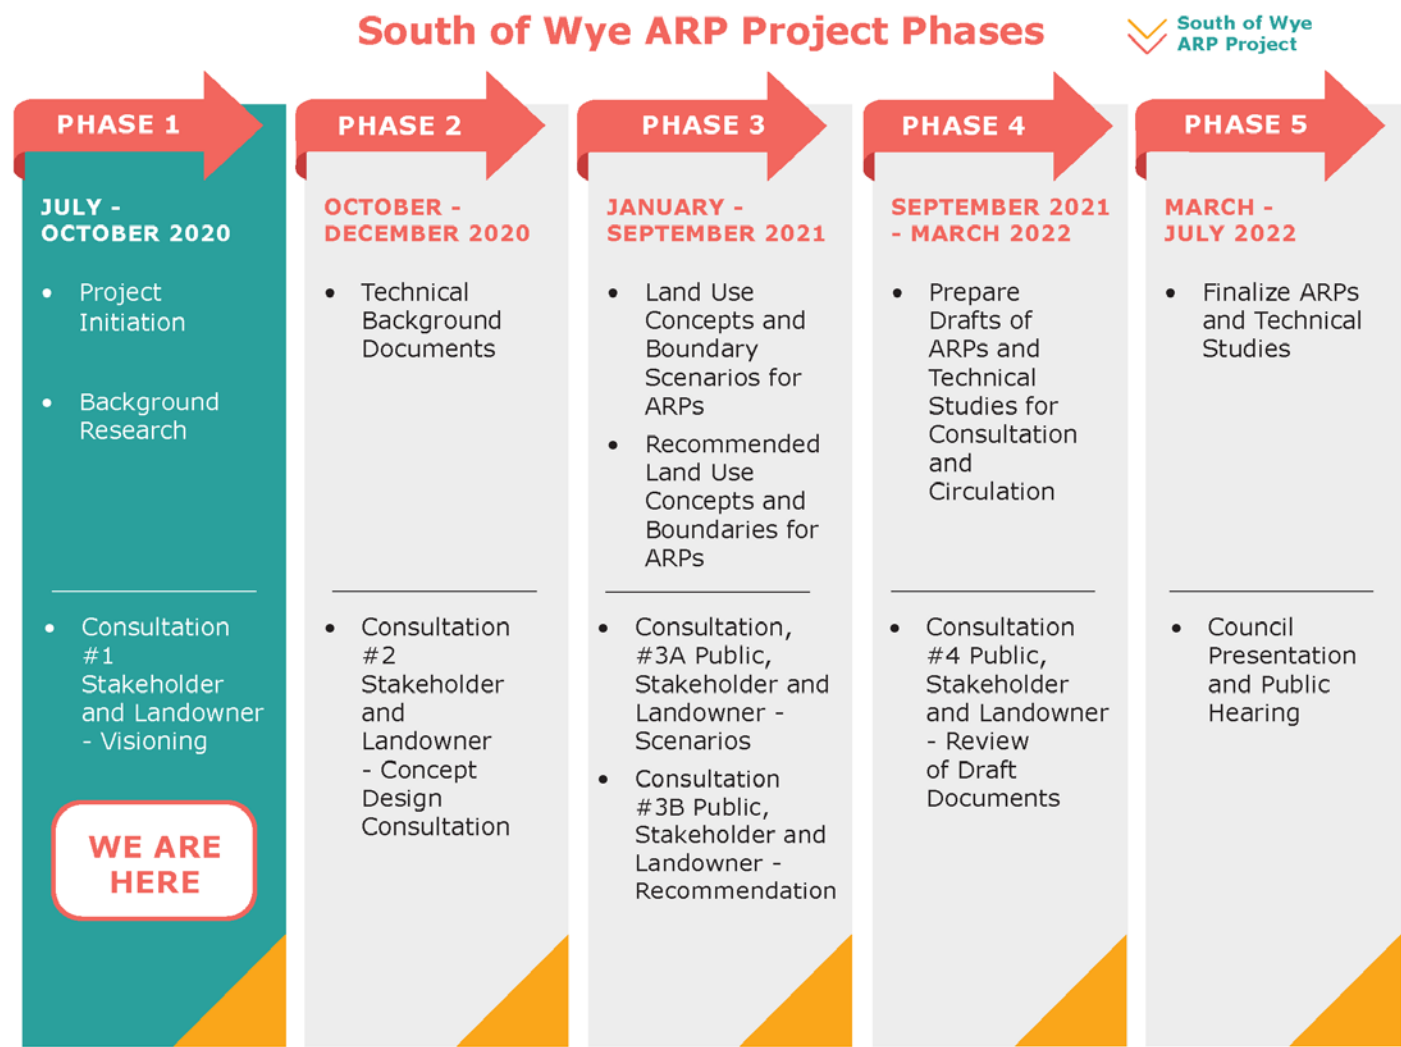 South of Wye ARP Project Phases
South of Wye
ARP Project
PHASE 1
JULY -
OCTOBER 2020
• Project
Initiation
• Background
Research
• Consultation
#1
Stakeholder
and Landowner
- Visioning
WE ARE
HERE
PHASE 2
OCTOBER -
DECEMBER 2020
• Technical
Background
Documents
• Consultation
#2
Stakeholder
and
Landowner
- Concept
Design
Consultation
PHASE 3
JANUARY -
SEPTEMBER 2021
• Land Use
Concepts and
Boundary
Scenarios for
ARPs
• Recommended
Land Use
Concepts and
Boundaries for
ARPs
• Consultation,
#3A Public,
Stakeholder and
Landowner -
Scenarios
• Consultation
#3B Public,
Stakeholder and
Landowner -
Recommendation
PHASE 4
SEPTEMBER 2021
- MARCH 2022
• Prepare
Drafts of
ARPs and
Technical
Studies for
Consultation
and
Circulation
• Consultation
#4 Public,
Stakeholder
and Landowner
- Review
of Draft
Documents
PHASE 5
MARCH -
JULY 2022
• Finalize ARPs
and Technical
Studies
• Council
Presentation
and Public
Hearing